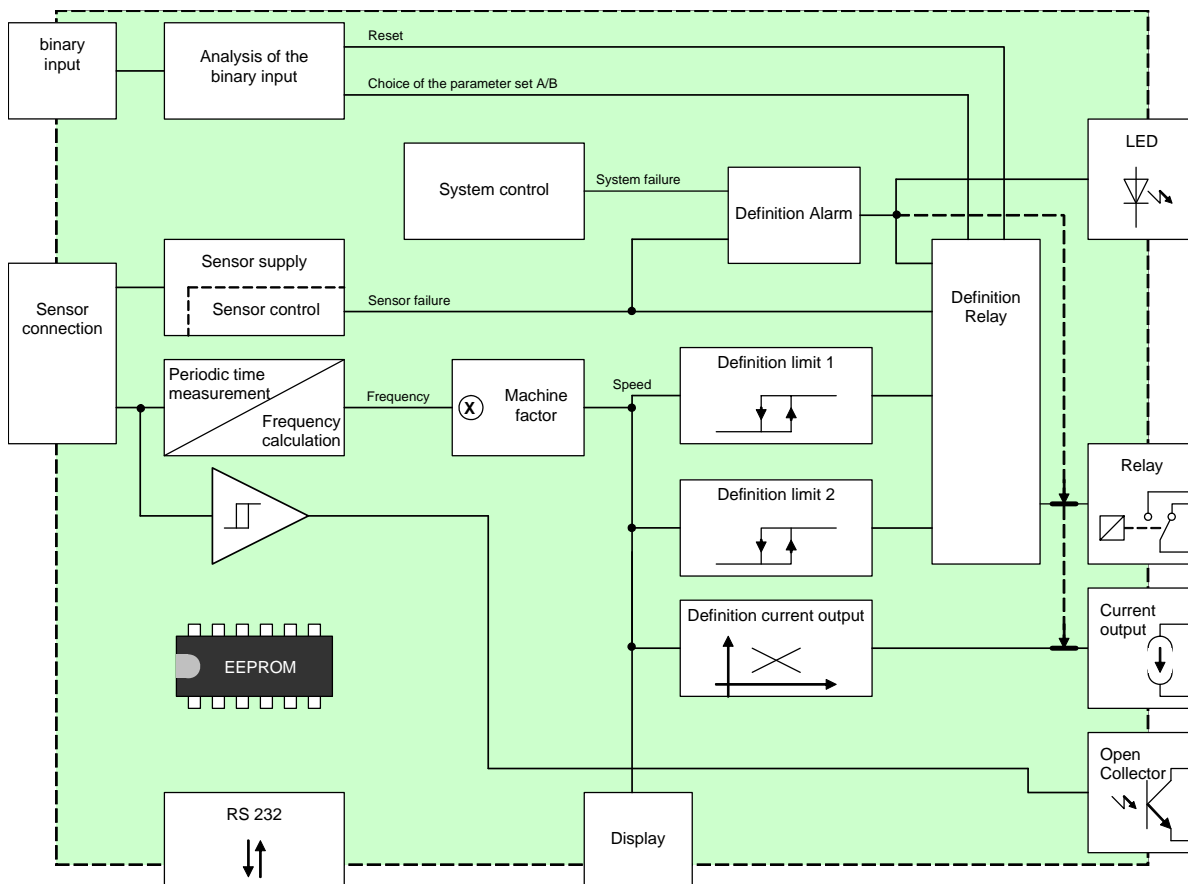 binary
input
Analysis of the
binary input
Reset
Choice of the parameter set A/B
LED
System control
System failure
Definition Alarm
Sensor
connection
Sensor supply
Sensor control
Sensor failure
Definition
Relay
Periodic time
measurement
Frequency
calculation
Frequency
X
Machine
factor
Speed
Definition limit 1
Definition limit 2
Relay
Definition current output
Current
output
EEPROM
Open
Collector
RS 232
Display